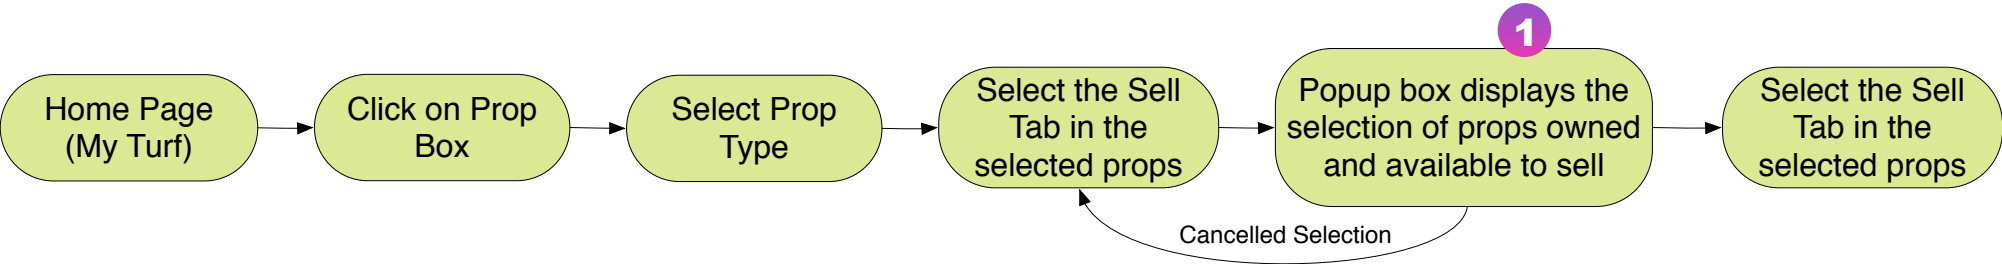 1
Home Page
(My Turf)
Click on Prop
Box
Select Prop
Type
Select the Sell
Tab in the
selected props
Popup box displays the
selection of props owned
and available to sell
Select the Sell
Tab in the
selected props
Cancelled Selection